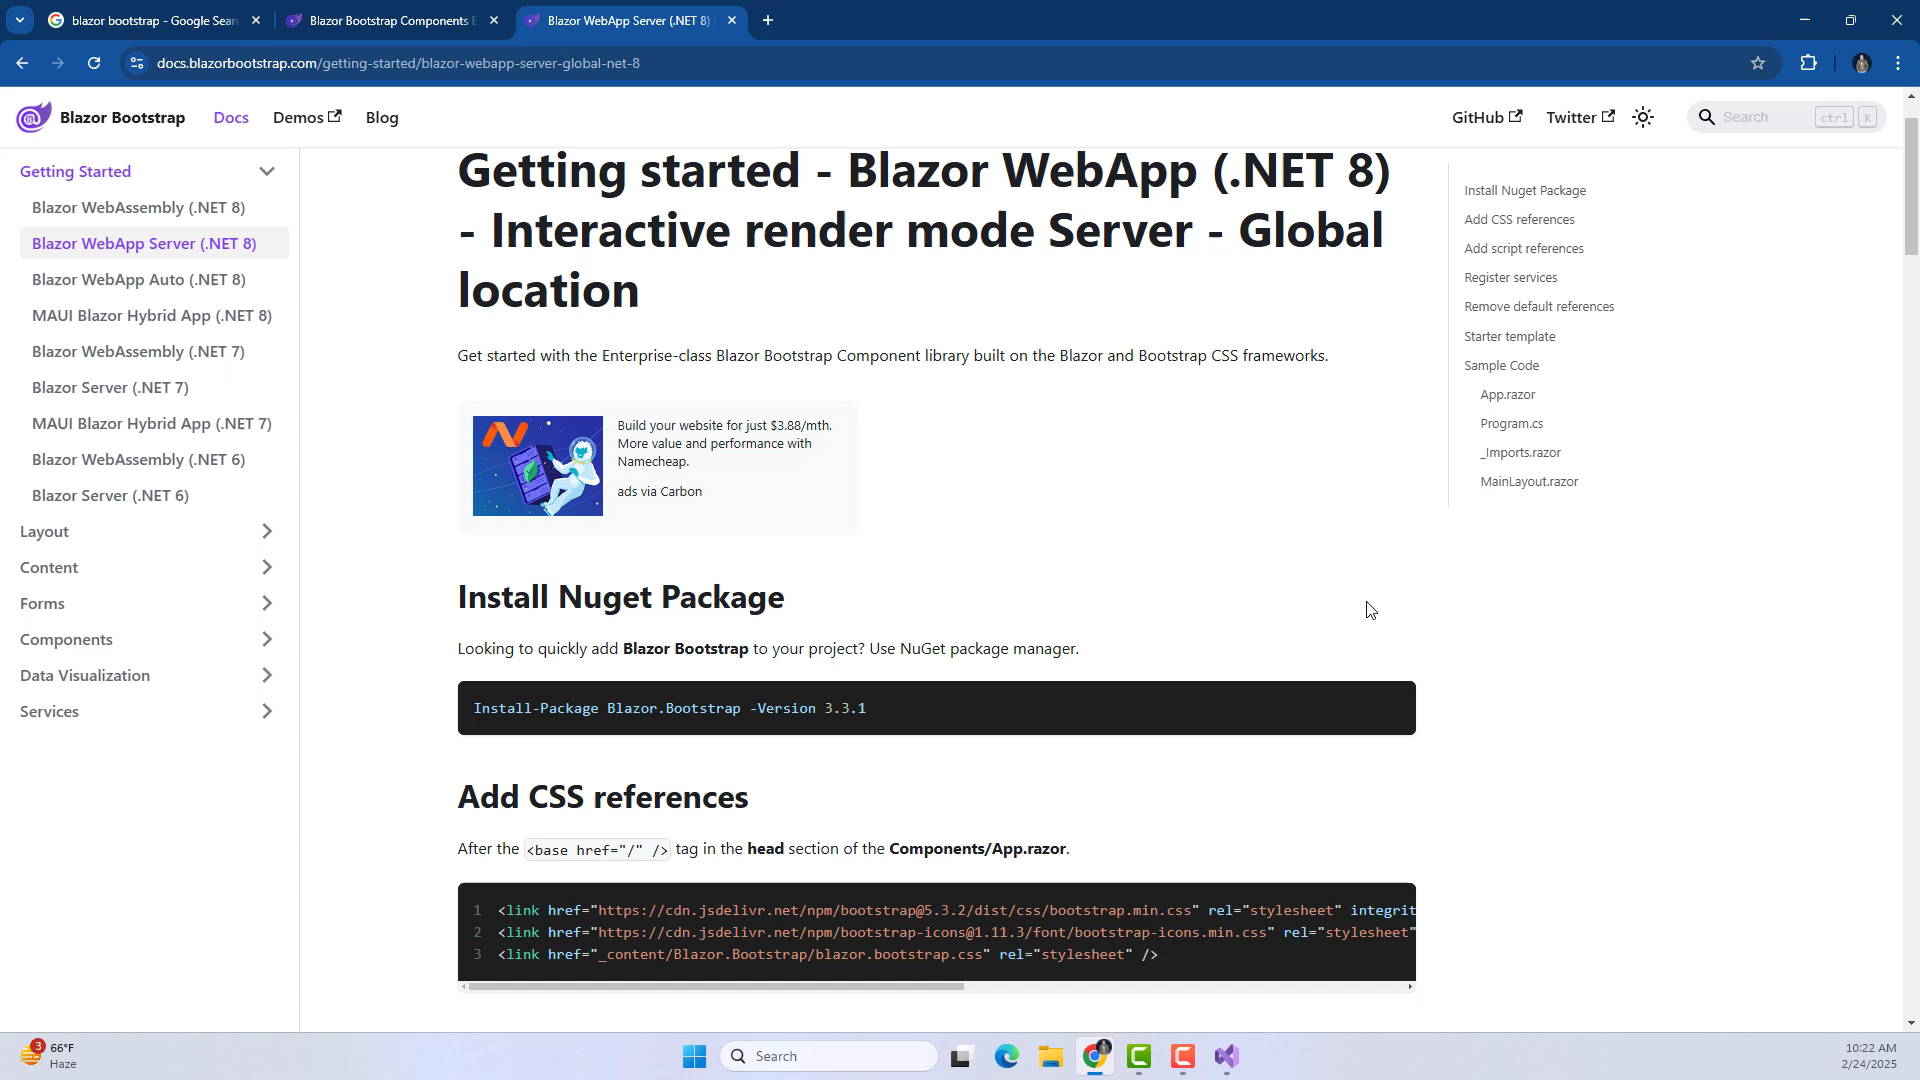 blazor bootstrap - Google Sear
Blazor Bootstrap Components E
Blazor WebApp Server (.NET 8)
docs.blazorbootstrap.com/getting-started/blazor-webapp-server-global-net-8
Blazor Bootstrap
Docs
Demos
Blog
GitHub
Twitter
Search
ctrl
K
Getting Started
Blazor WebAssembly (.NET 8)
Blazor WebApp Server (.NET 8)
Blazor WebApp Auto (.NET 8)
MAUI Blazor Hybrid App (.NET 8)
Blazor WebAssembly (.NET 7)
Blazor Server (.NET 7)
MAUI Blazor Hybrid App (.NET 7)
Blazor WebAssembly (.NET 6)
Blazor Server (.NET 6)
Layout
Content
Forms
Components
Data Visualization
Services
Getting started - Blazor WebApp (.NET 8)
- Interactive render mode Server - Global
location
Get started with the Enterprise-class Blazor Bootstrap Component library built on the Blazor and Bootstrap CSS frameworks.
Build your website for just $3.88/mth.
More value and performance with
Namecheap.
ads via Carbon
Install Nuget Package
Looking to quickly add Blazor Bootstrap to your project? Use NuGet package manager.
Install-Package Blazor.Bootstrap -Version 3.3.1
Add CSS references
After the <base href="/" /> tag in the head section of the Components/App.razor.
1 <link href="https://cdn.jsdelivr.net/npm/bootstrap@5.3.2/dist/css/bootstrap.min.css" rel="stylesheet" integrit
2 <link href="https://cdn.jsdelivr.net/npm/bootstrap-icons@1.11.3/font/bootstrap-icons.min.css" rel="stylesheet"
3 <link href="_content/Blazor.Bootstrap/blazor.bootstrap.css" rel="stylesheet" />
Install Nuget Package
Add CSS references
Add script references
Register services
Remove default references
Starter template
Sample Code
App.razor
Program.cs
_Imports.razor
MainLayout.razor
3
66°F
Haze
Search
10:22 AM
2/24/2025